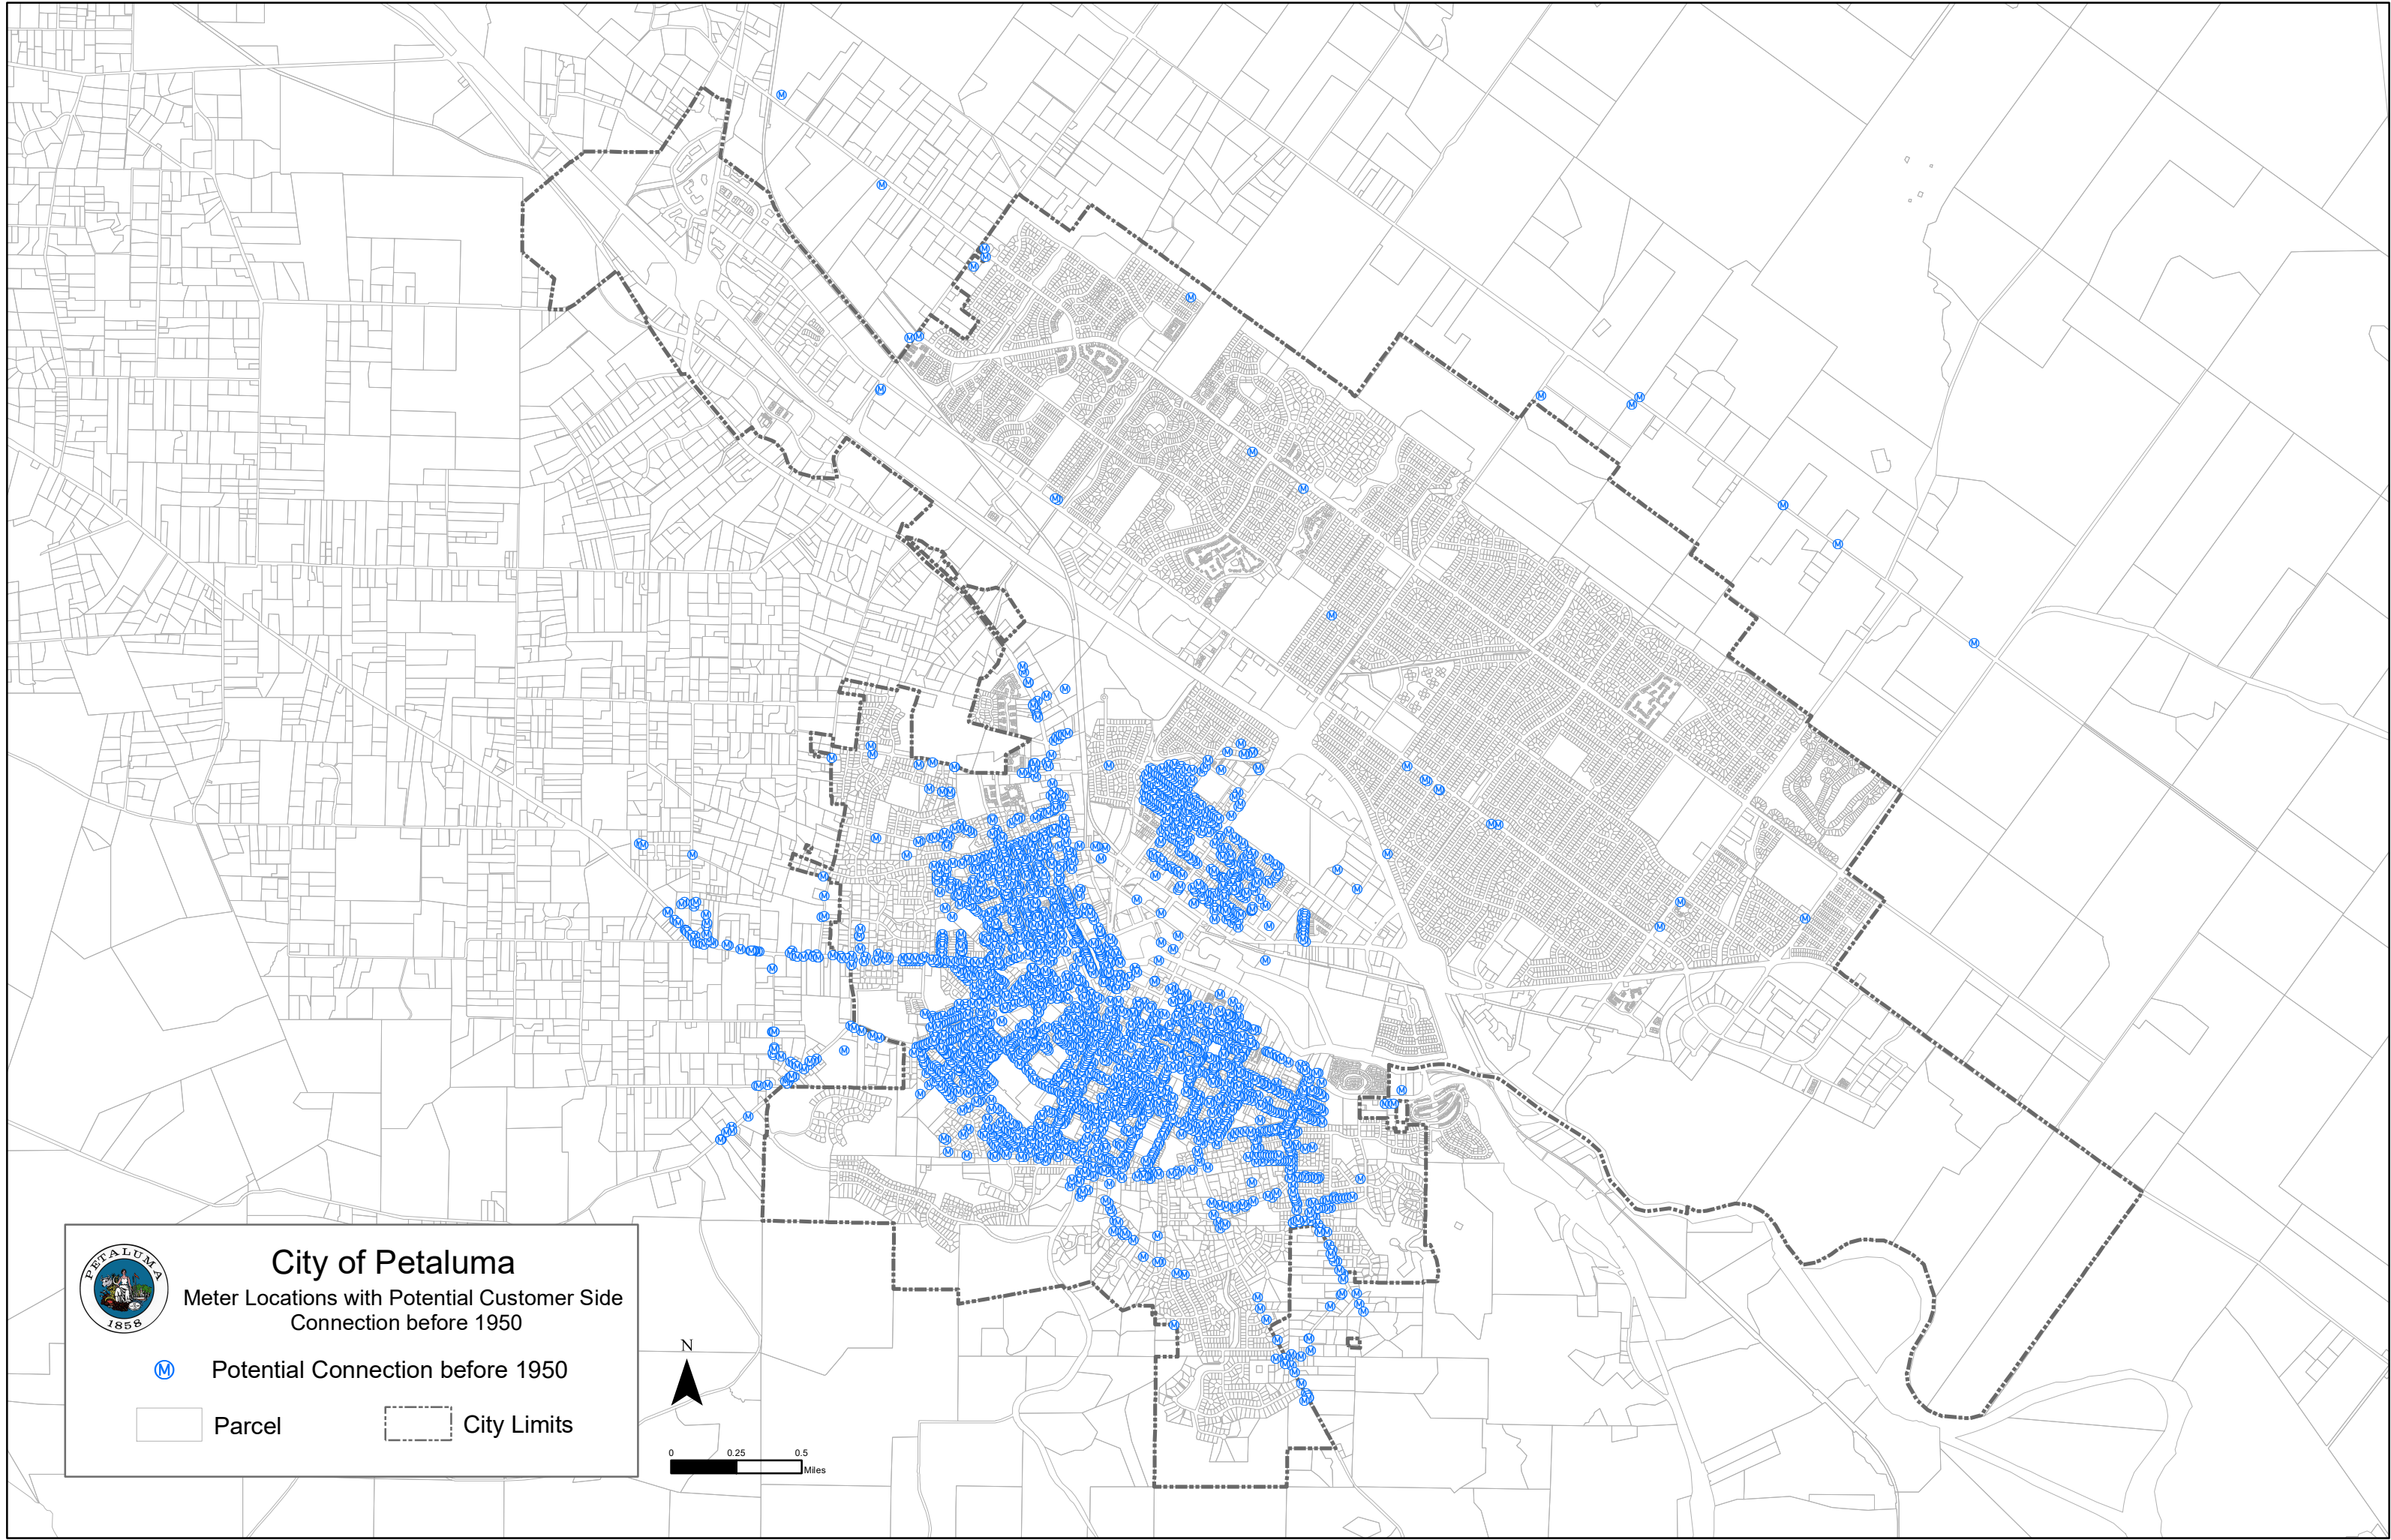 City of Petaluma
Meter Locations with Potential Customer Side
Connection before 1950
PETALUMA
1858
Ⓜ Potential Connection before 1950
Parcel
City Limits
N
0 0.25 0.5
Miles